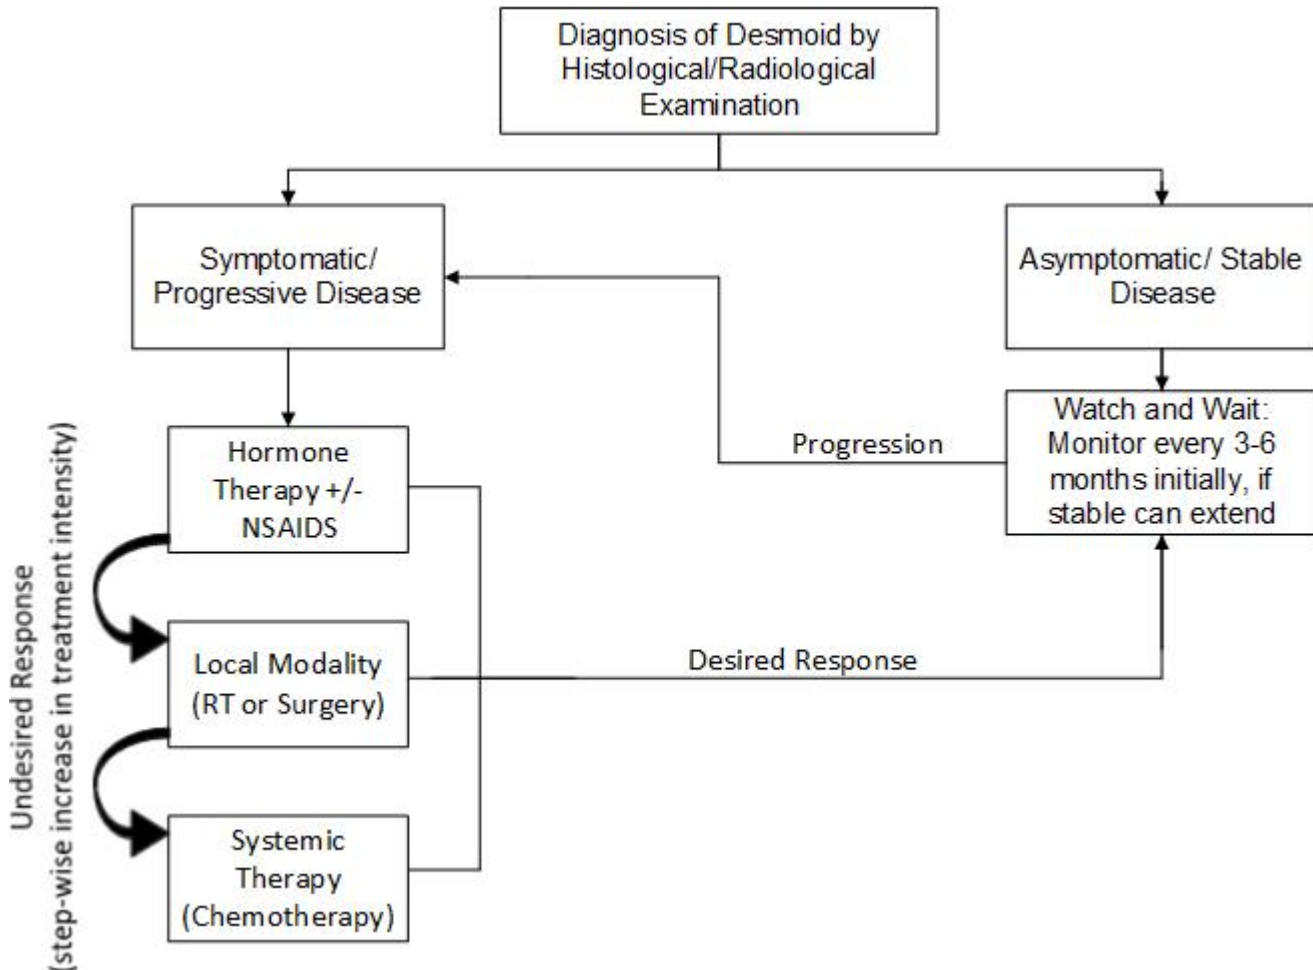 Diagnosis of Desmoid by
Histological/Radiological
Examination
Symptomatic/
Progressive Disease
Asymptomatic/ Stable
Disease
Hormone
Therapy +/-
NSAIDS
Progression
Watch and Wait:
Monitor every 3-6
months initially, if
stable can extend
Undesired Response
(step-wise increase in treatment intensity)
Local Modality
(RT or Surgery)
Desired Response
Systemic
Therapy
(Chemotherapy)